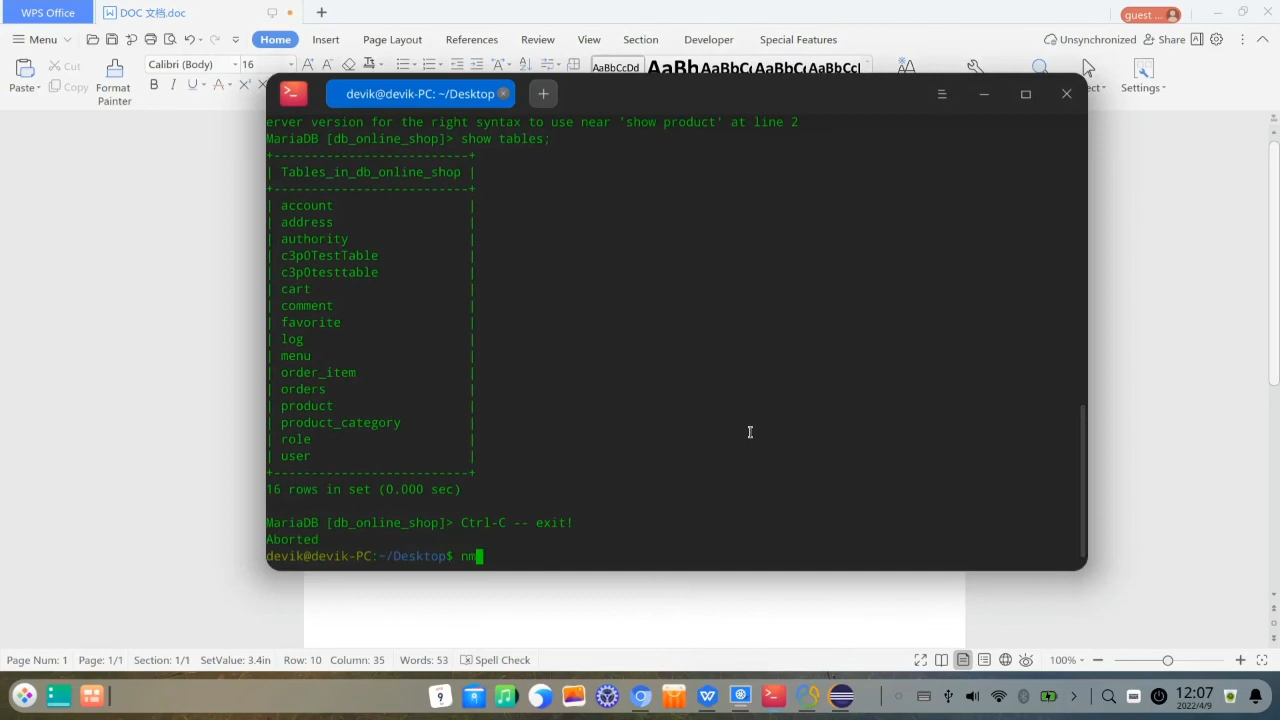 WPS Office
DOC 文档.doc
guest ...
Menu
Home
Insert
Page Layout
References
Review
View
Section
Developer
Special Features
Unsynchronized
Share
Paste
Cut
Copy
Format
Painter
Calibri (Body)
16
AaBbCcDd
Settings
devik@devik-PC: ~/Desktop
erver version for the right syntax to use near 'show product' at line 2
MariaDB [db_online_shop]> show tables;
+--------------------------+
| Tables_in_db_online_shop |
+--------------------------+
| account |
| address |
| authority |
| c3p0TestTable |
| c3p0testtable |
| cart |
| comment |
| favorite |
| log |
| menu |
| order_item |
| orders |
| product |
| product_category |
| role |
| user |
+--------------------------+
16 rows in set (0.000 sec)
MariaDB [db_online_shop]> Ctrl-C -- exit!
Aborted
devik@devik-PC:~/Desktop$ nm
Page Num: 1
Page: 1/1
Section: 1/1
SetValue: 3.4in
Row: 10
Column: 35
Words: 53
Spell Check
100%
9
12:07
2022/4/9